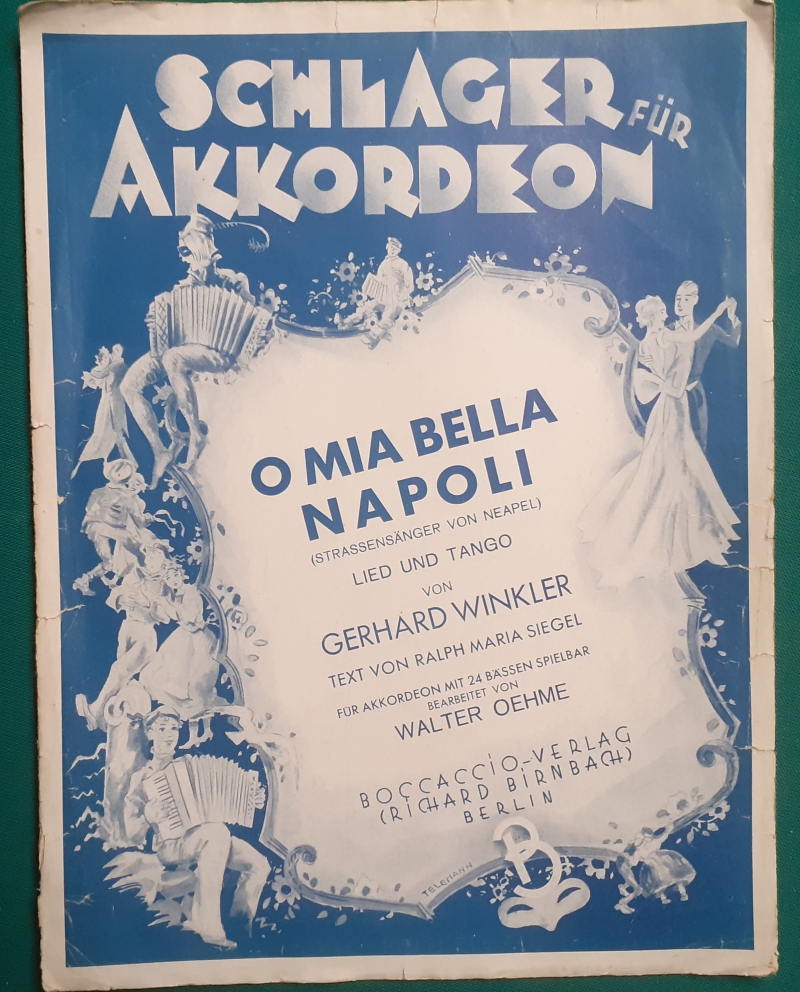 SCHLAGER FÜR
AKKORDEON
O MIA BELLA
NAPOLI
(STRASSENSÄNGER VON NEAPEL)
LIED UND TANGO
VON
GERHARD WINKLER
TEXT VON RALPH MARIA SIEGEL
FÜR AKKORDEON MIT 24 BÄSSEN SPIELBAR
BEARBEITET VON
WALTER OEHME
BOCCACCIO-VERLAG
(RICHARD BIRNBACH)
BERLIN
TELEMANN
B